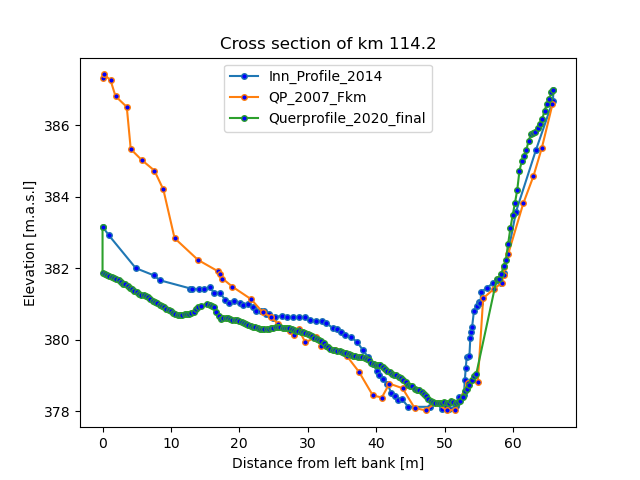 Cross section of km 114.2
Inn_Profile_2014
QP_2007_Fkm
Querprofile_2020_final
Elevation [m.a.s.l]
386
384
382
380
378
0 10 20 30 40 50 60
Distance from left bank [m]